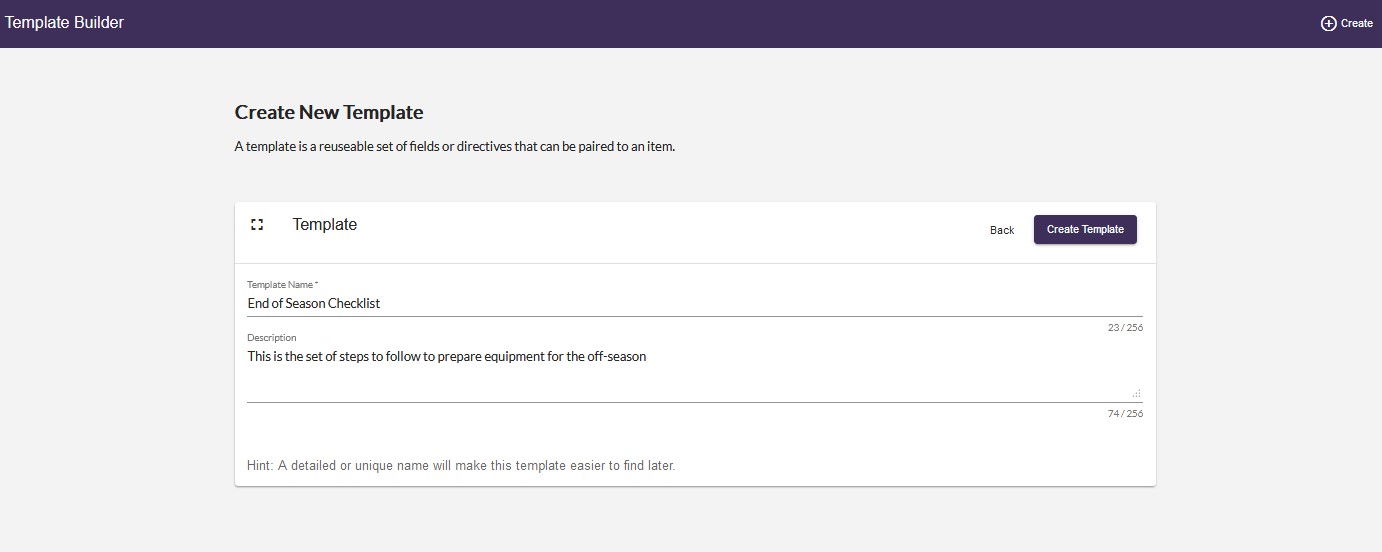 Template Builder
Create
Create New Template
A template is a reuseable set of fields or directives that can be paired to an item.
Template
Back
Create Template
Template Name *
End of Season Checklist
23 / 256
Description
This is the set of steps to follow to prepare equipment for the off-season
74 / 256
Hint: A detailed or unique name will make this template easier to find later.